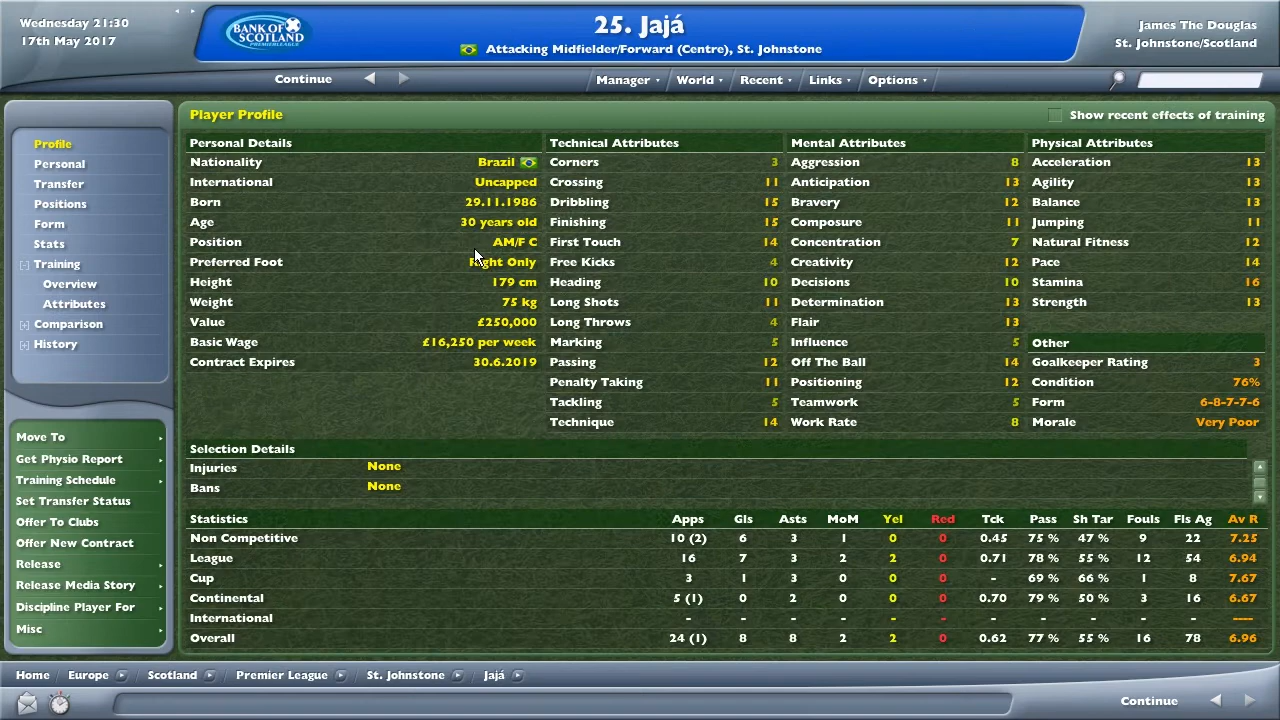 Wednesday 21:30
17th May 2017
BANK OF SCOTLAND PREMIERLEAGUE
25. Jajá
Attacking Midfielder/Forward (Centre), St. Johnstone
James The Douglas
St. Johnstone/Scotland
Continue
Manager World Recent Links Options
Profile
Personal
Transfer
Positions
Form
Stats
Training
Overview
Attributes
Comparison
History
Move To
Get Physio Report
Training Schedule
Set Transfer Status
Offer To Clubs
Offer New Contract
Release
Release Media Story
Discipline Player For
Misc
Player Profile
Show recent effects of training
Personal Details
Nationality Brazil
International Uncapped
Born 29.11.1986
Age 30 years old
Position AM/F C
Preferred Foot Right Only
Height 179 cm
Weight 75 kg
Value £250,000
Basic Wage £16,250 per week
Contract Expires 30.6.2019
Technical Attributes
Corners 3
Crossing 11
Dribbling 15
Finishing 15
First Touch 14
Free Kicks 4
Heading 10
Long Shots 11
Long Throws 4
Marking 5
Passing 12
Penalty Taking 11
Tackling 5
Technique 14
Mental Attributes
Aggression 8
Anticipation 13
Bravery 12
Composure 11
Concentration 7
Creativity 12
Decisions 10
Determination 13
Flair 13
Influence 5
Off The Ball 14
Positioning 12
Teamwork 5
Work Rate 8
Physical Attributes
Acceleration 13
Agility 13
Balance 13
Jumping 11
Natural Fitness 12
Pace 14
Stamina 16
Strength 13
Other
Goalkeeper Rating 3
Condition 76%
Form 6-8-7-7-6
Morale Very Poor
Selection Details
Injuries None
Bans None
Statistics Apps Gls Asts MoM Yel Red Tck Pass Sh Tar Fouls Fls Ag Av R
Non Competitive 10 (2) 6 3 1 0 0 0.45 75 % 47 % 9 22 7.25
League 16 7 3 2 2 0 0.71 78 % 55 % 12 54 6.94
Cup 3 1 3 0 0 0 - 69 % 66 % 1 8 7.67
Continental 5 (1) 0 2 0 0 0 0.70 79 % 50 % 3 16 6.67
International - - - - - - - - - - - ----
Overall 24 (1) 8 8 2 2 0 0.62 77 % 55 % 16 78 6.96
Home Europe Scotland Premier League St. Johnstone Jajá
Continue